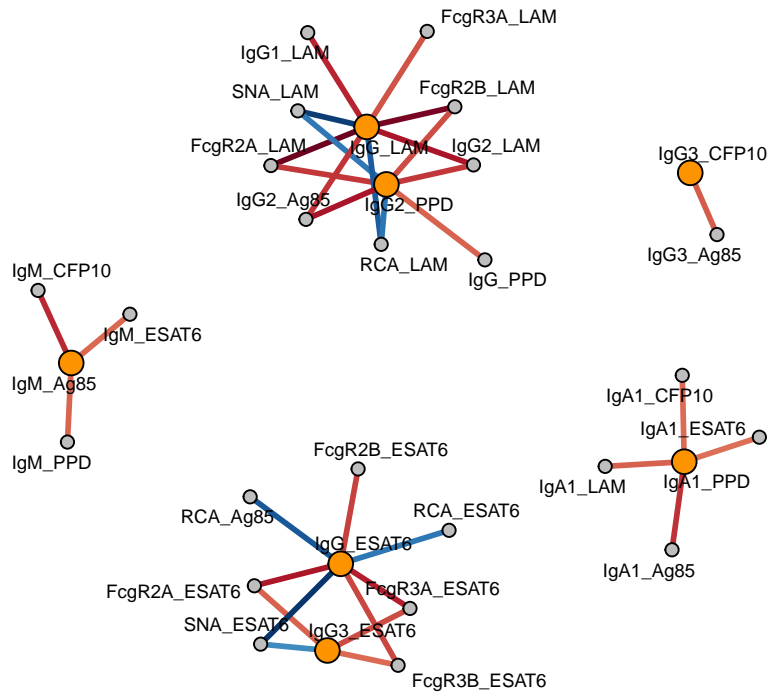 FcgR3A_LAM
IgG1_LAM
SNA_LAM
FcgR2B_LAM
IgG_LAM
FcgR2A_LAM
IgG2_LAM
IgG3_CFP10
IgG2_Ag85
IgG2_PPD
RCA_LAM
IgG3_Ag85
IgG_PPD
IgM_CFP10
IgM_ESAT6
IgM_Ag85
IgM_PPD
IgA1_CFP10
IgA1_ESAT6
IgA1_LAM
IgA1_PPD
IgA1_Ag85
FcgR2B_ESAT6
RCA_Ag85
RCA_ESAT6
IgG_ESAT6
FcgR2A_ESAT6
FcgR3A_ESAT6
SNA_ESAT6
IgG3_ESAT6
FcgR3B_ESAT6